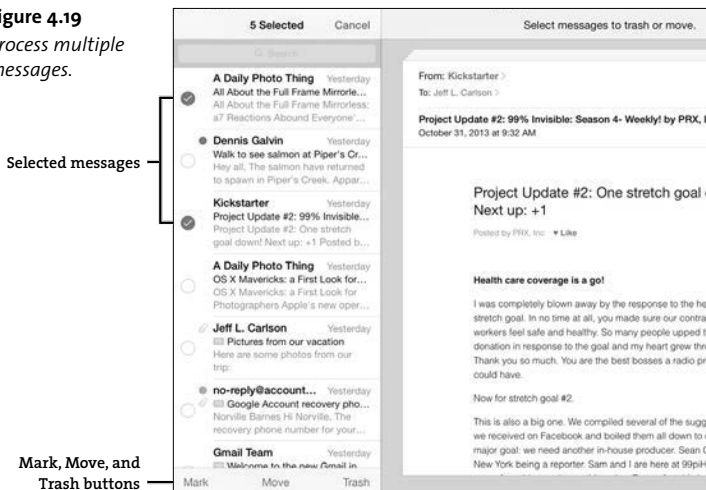 igure 4.19
rocess multiple
essages.
Selected messages
Mark, Move, and
Trash buttons
5 Selected Cancel
Search
A Daily Photo Thing Yesterday
All About the Full Frame Mirrorle...
All About the Full Frame Mirrorless:
a7 Reactions Abound Everyone'...
Dennis Galvin Yesterday
Walk to see salmon at Piper's Cr...
Hey all, The salmon have returned
to spawn in Piper's Creek. Appar...
Kickstarter Yesterday
Project Update #2: 99% Invisible...
Project Update #2: One stretch
goal down! Next up: +1 Posted b...
A Daily Photo Thing Yesterday
OS X Mavericks: a First Look for...
OS X Mavericks: a First Look for
Photographers Apple's new oper...
Jeff L. Carlson Yesterday
Pictures from our vacation
Here are some photos from our
trip:
no-reply@account... Yesterday
Google Account recovery pho...
Norville Barnes Hi Norville, The
recovery phone number for your...
Gmail Team Yesterday
Welcome to the new Gmail in
Mark Move Trash
Select messages to trash or move.
From: Kickstarter >
To: Jeff L. Carlson >
Project Update #2: 99% Invisible: Season 4- Weekly! by PRX, I
October 31, 2013 at 9:32 AM
Project Update #2: One stretch goal
Next up: +1
Posted by PRX, Inc ♥ Like
Health care coverage is a go!
I was completely blown away by the response to the he
stretch goal. In no time at all, you made sure our contra
workers feel safe and healthy. So many people upped t
donation in response to the goal and my heart grew thr
Thank you so much. You are the best bosses a radio pr
could have.
Now for stretch goal #2.
This is also a big one. We compiled several of the sugg
we received on Facebook and boiled them all down to
major goal: we need another in-house producer. Sean C
New York being a reporter. Sam and I are here at 99piH